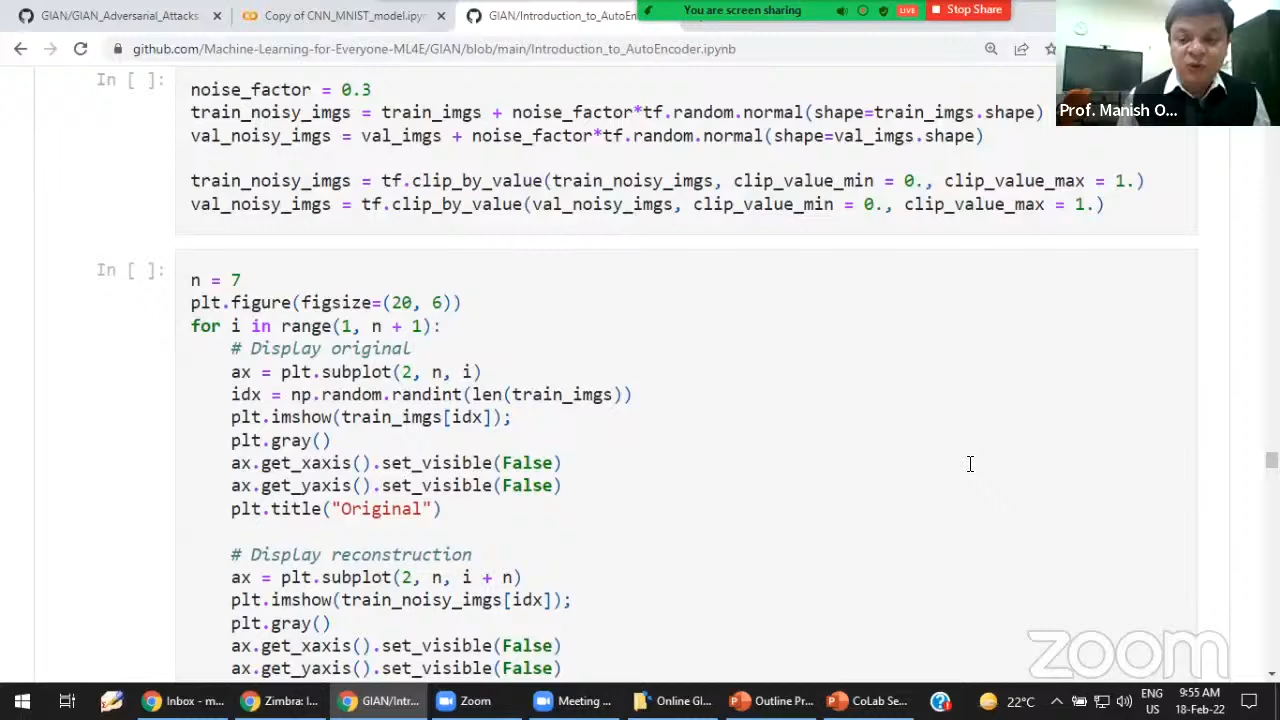 GIAN/GIAN_Adversarial_Attacks
Copy of CNN_MNIST_model.ipynb
GIAN/Introduction_to_AutoEn
You are screen sharing
LIVE
Stop Share
github.com/Machine-Learning-for-Everyone-ML4E/GIAN/blob/main/Introduction_to_AutoEncoder.ipynb
Prof. Manish O...
In [ ]:
noise_factor = 0.3
train_noisy_imgs = train_imgs + noise_factor*tf.random.normal(shape=train_imgs.shape)
val_noisy_imgs = val_imgs + noise_factor*tf.random.normal(shape=val_imgs.shape)
train_noisy_imgs = tf.clip_by_value(train_noisy_imgs, clip_value_min = 0., clip_value_max = 1.)
val_noisy_imgs = tf.clip_by_value(val_noisy_imgs, clip_value_min = 0., clip_value_max = 1.)
In [ ]:
n = 7
plt.figure(figsize=(20, 6))
for i in range(1, n + 1):
# Display original
ax = plt.subplot(2, n, i)
idx = np.random.randint(len(train_imgs))
plt.imshow(train_imgs[idx]);
plt.gray()
ax.get_xaxis().set_visible(False)
ax.get_yaxis().set_visible(False)
plt.title("Original")
# Display reconstruction
ax = plt.subplot(2, n, i + n)
plt.imshow(train_noisy_imgs[idx]);
plt.gray()
ax.get_xaxis().set_visible(False)
ax.get_yaxis().set_visible(False)
zoom
Inbox - m...
Zimbra: I...
GIAN/Intr...
Zoom
Meeting ...
Online Gl...
Outline Pr...
CoLab Se...
22°C
ENG
US
9:55 AM
18-Feb-22